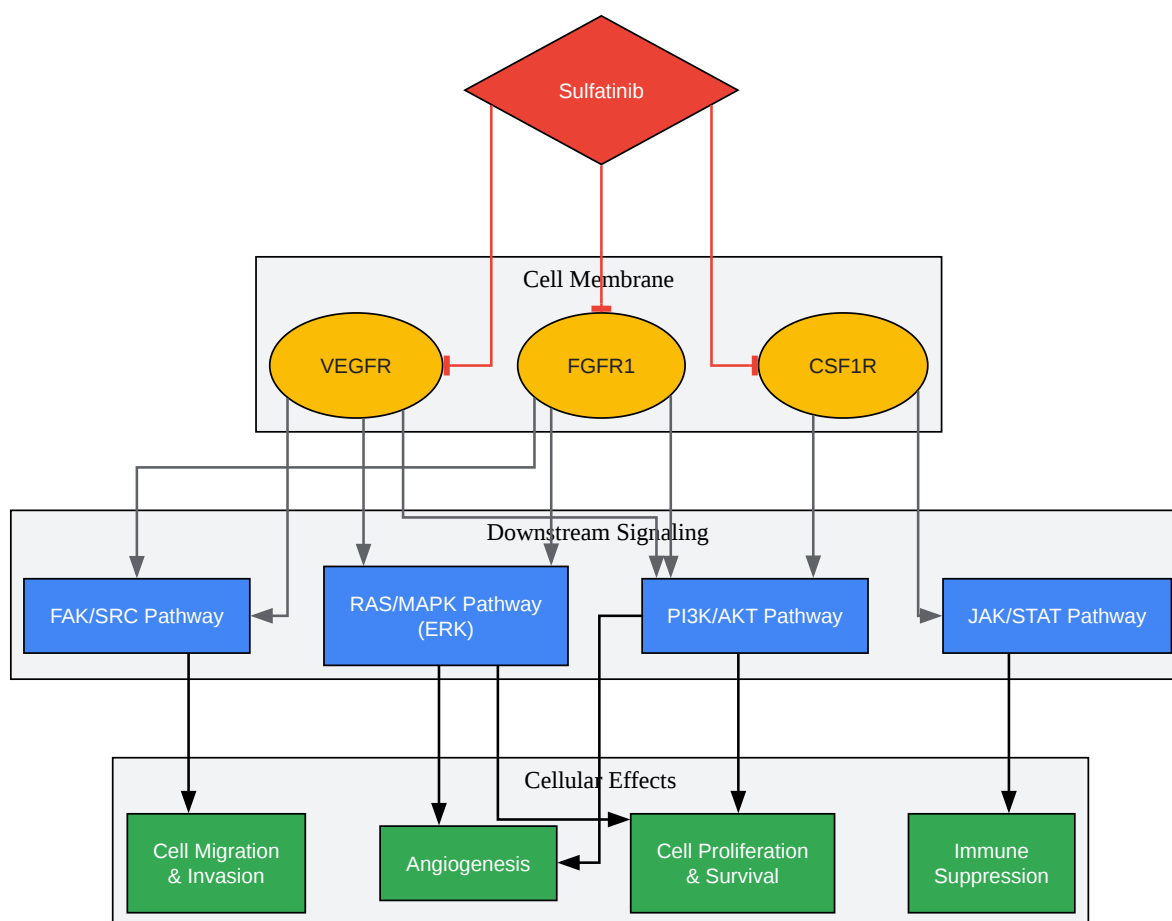 Sulfatinib
Cell Membrane
VEGFR
FGFR1
CSF1R
Downstream Signaling
FAK/SRC Pathway
RAS/MAPK Pathway
(ERK)
PI3K/AKT Pathway
JAK/STAT Pathway
Cellular Effects
Cell Migration
& Invasion
Angiogenesis
Cell Proliferation
& Survival
Immune
Suppression